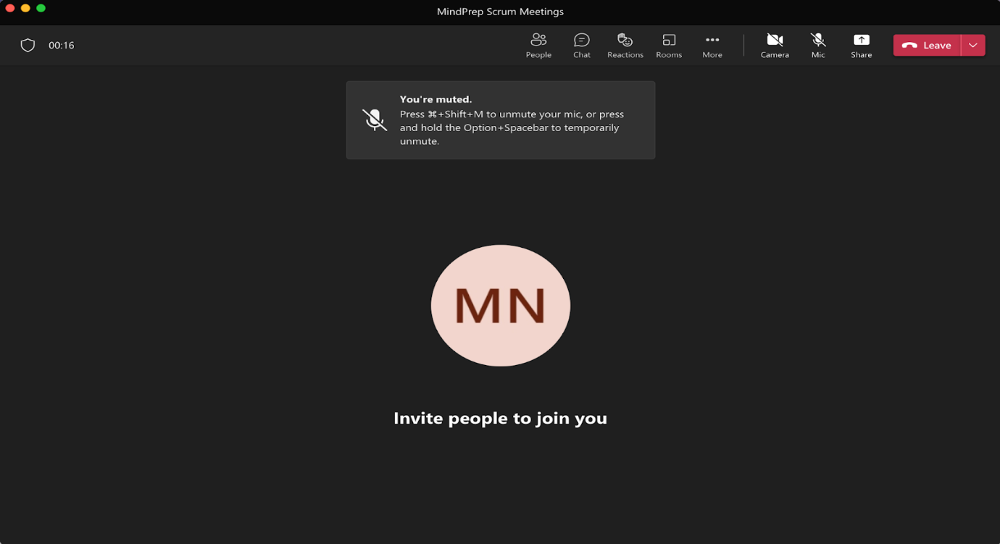 MindPrep Scrum Meetings
00:16
People
Chat
Reactions
Rooms
More
Camera
Mic
Share
Leave
You're muted.
Press ⌘+Shift+M to unmute your mic, or press
and hold the Option+Spacebar to temporarily
unmute.
MN
Invite people to join you